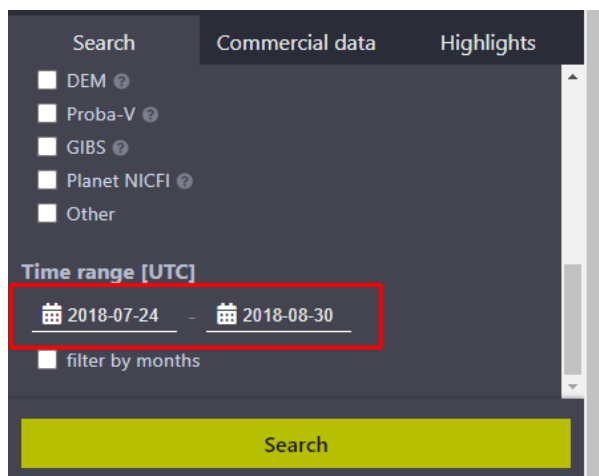 Search Commercial data Highlights
DEM
Proba-V
GIBS
Planet NICFI
Other
Time range [UTC]
2018-07-24 - 2018-08-30
filter by months
Search